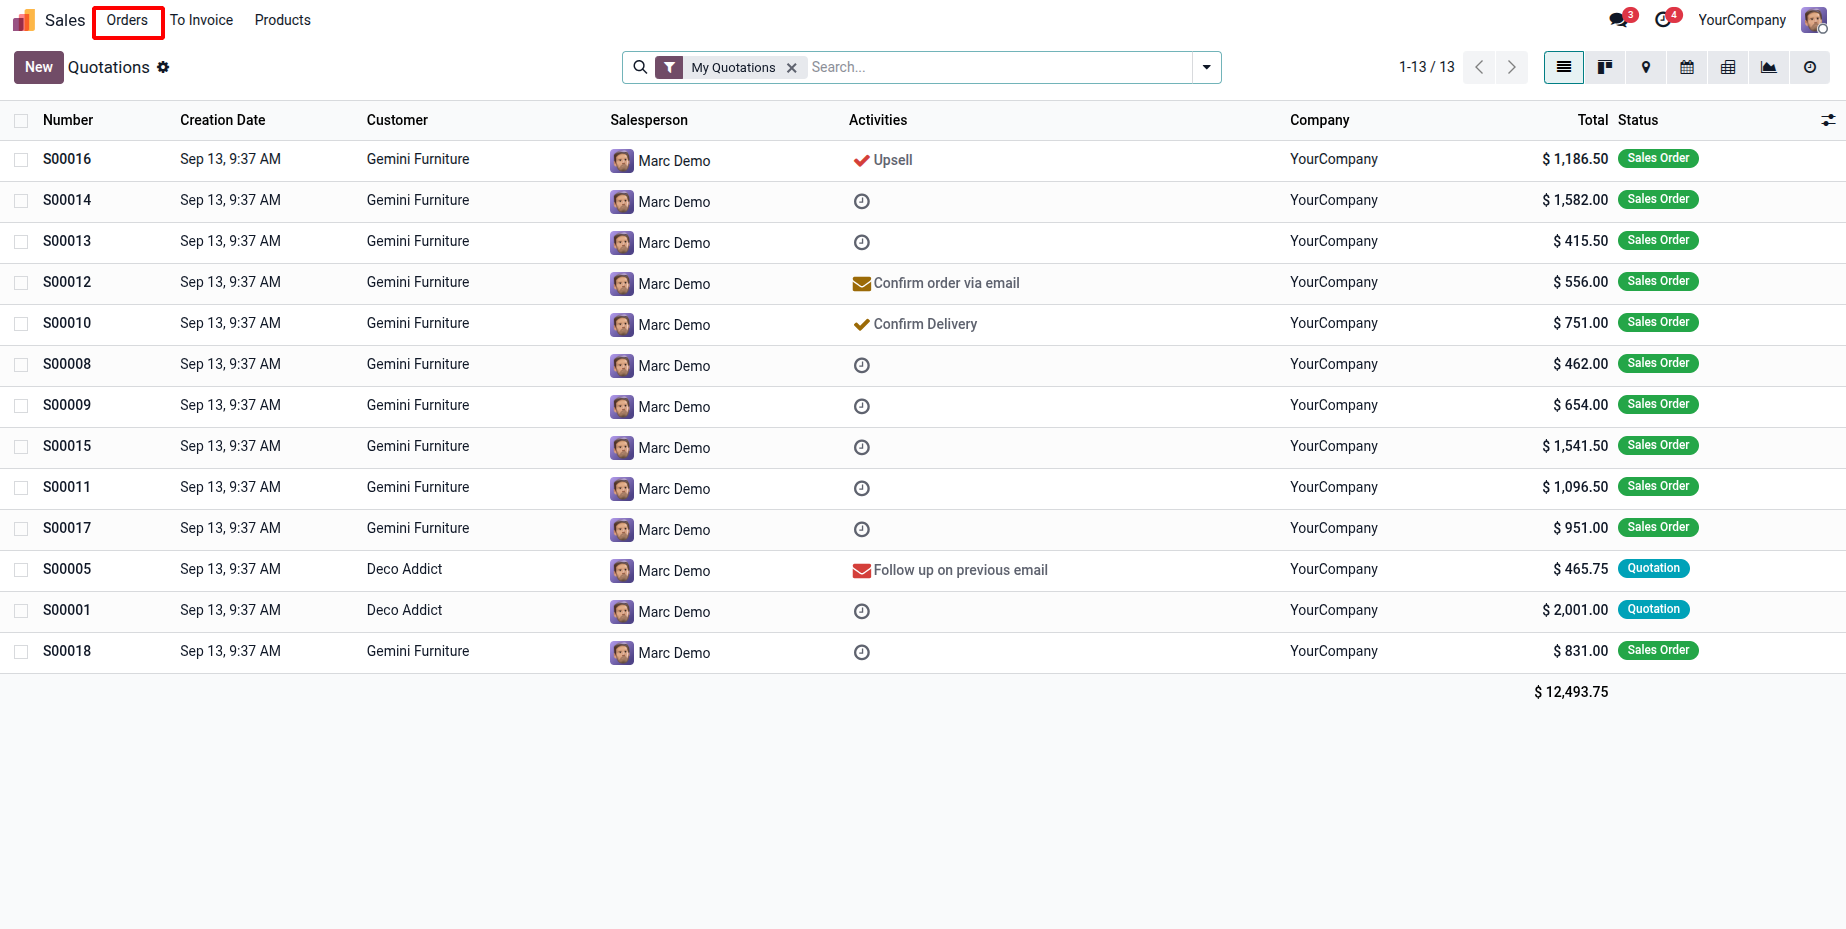 Sales Orders To Invoice Products 3 4 YourCompany
New Quotations My Quotations Search... 1-13 / 13
Number Creation Date Customer Salesperson Activities Company Total Status
S00016 Sep 13, 9:37 AM Gemini Furniture Marc Demo Upsell YourCompany $ 1,186.50 Sales Order
S00014 Sep 13, 9:37 AM Gemini Furniture Marc Demo YourCompany $ 1,582.00 Sales Order
S00013 Sep 13, 9:37 AM Gemini Furniture Marc Demo YourCompany $ 415.50 Sales Order
S00012 Sep 13, 9:37 AM Gemini Furniture Marc Demo Confirm order via email YourCompany $ 556.00 Sales Order
S00010 Sep 13, 9:37 AM Gemini Furniture Marc Demo Confirm Delivery YourCompany $ 751.00 Sales Order
S00008 Sep 13, 9:37 AM Gemini Furniture Marc Demo YourCompany $ 462.00 Sales Order
S00009 Sep 13, 9:37 AM Gemini Furniture Marc Demo YourCompany $ 654.00 Sales Order
S00015 Sep 13, 9:37 AM Gemini Furniture Marc Demo YourCompany $ 1,541.50 Sales Order
S00011 Sep 13, 9:37 AM Gemini Furniture Marc Demo YourCompany $ 1,096.50 Sales Order
S00017 Sep 13, 9:37 AM Gemini Furniture Marc Demo YourCompany $ 951.00 Sales Order
S00005 Sep 13, 9:37 AM Deco Addict Marc Demo Follow up on previous email YourCompany $ 465.75 Quotation
S00001 Sep 13, 9:37 AM Deco Addict Marc Demo YourCompany $ 2,001.00 Quotation
S00018 Sep 13, 9:37 AM Gemini Furniture Marc Demo YourCompany $ 831.00 Sales Order
$ 12,493.75